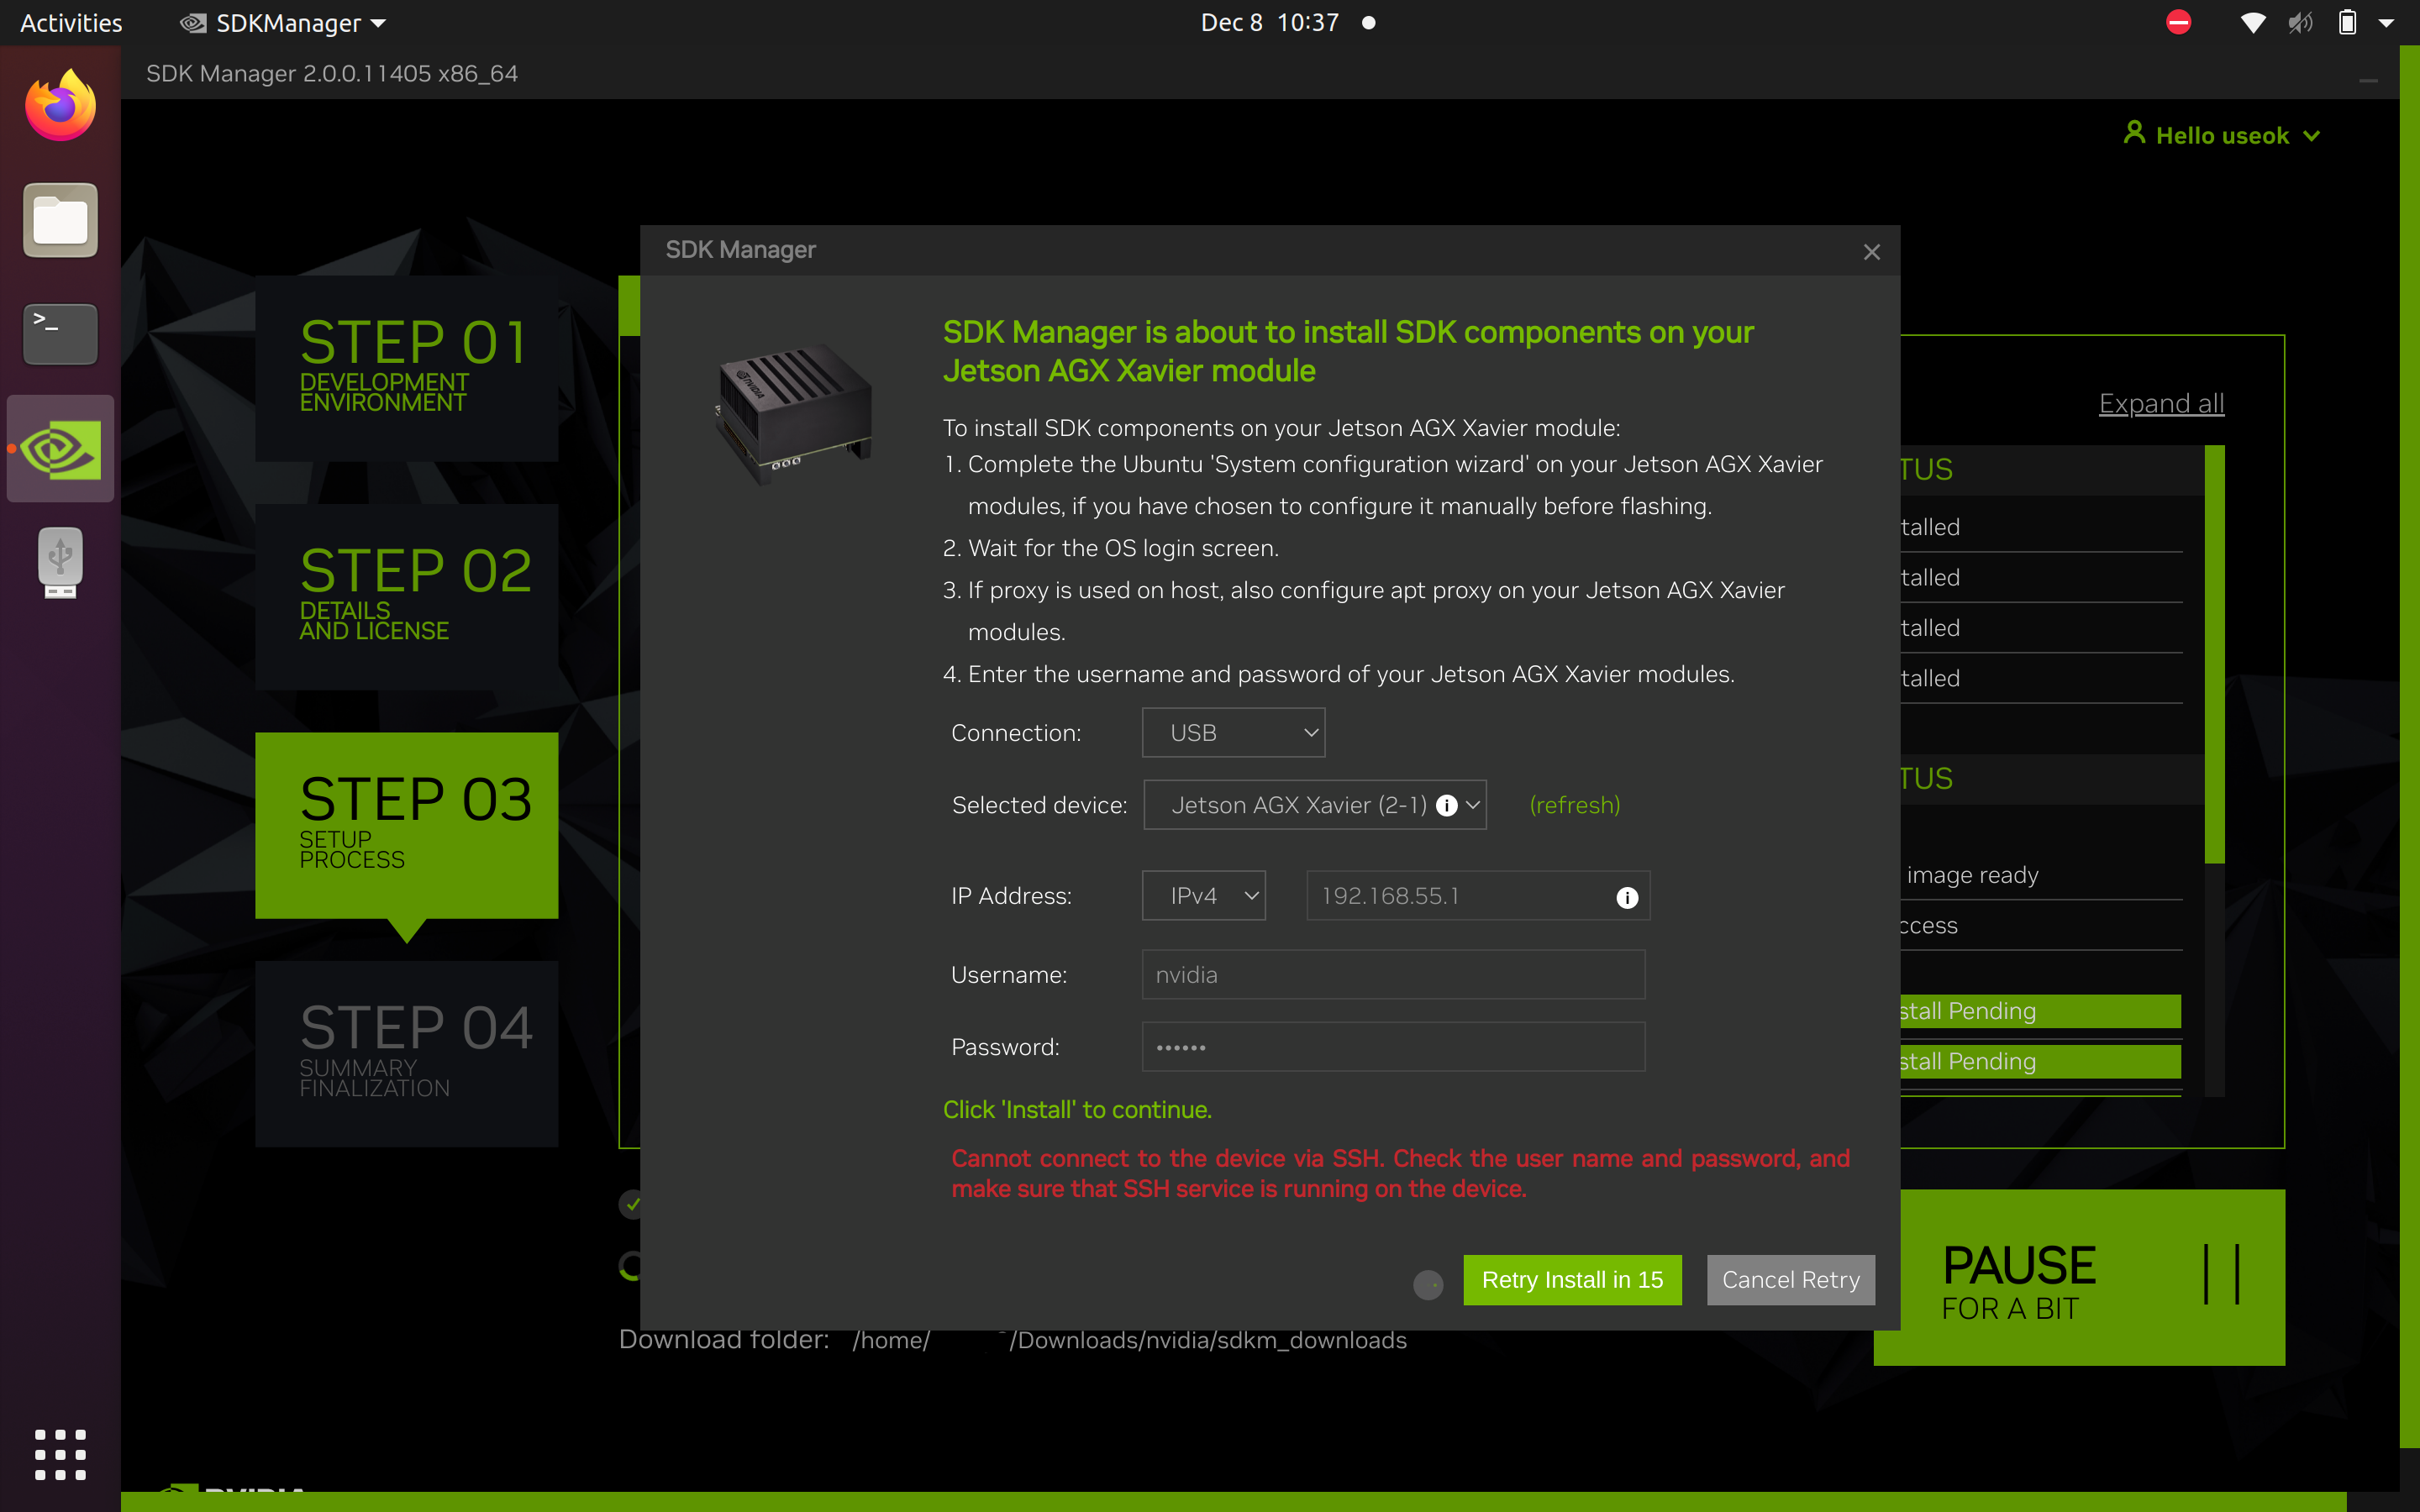 Activities
SDKManager
Dec 8 10:37
SDK Manager 2.0.0.11405 x86_64
Hello useok
STEP 01
DEVELOPMENT
ENVIRONMENT
STEP 02
DETAILS
AND LICENSE
STEP 03
SETUP
PROCESS
STEP 04
SUMMARY
FINALIZATION
SDK Manager
NVIDIA
SDK Manager is about to install SDK components on your
Jetson AGX Xavier module
To install SDK components on your Jetson AGX Xavier module:
1. Complete the Ubuntu 'System configuration wizard' on your Jetson AGX Xavier
modules, if you have chosen to configure it manually before flashing.
2. Wait for the OS login screen.
3. If proxy is used on host, also configure apt proxy on your Jetson AGX Xavier
modules.
4. Enter the username and password of your Jetson AGX Xavier modules.
Connection: USB
Selected device: Jetson AGX Xavier (2-1) (refresh)
IP Address: IPv4 192.168.55.1
Username: nvidia
Password: ••••••
Click 'Install' to continue.
Cannot connect to the device via SSH. Check the user name and password, and
make sure that SSH service is running on the device.
Retry Install in 15
Cancel Retry
Expand all
TUS
talled
talled
talled
talled
TUS
image ready
ccess
stall Pending
stall Pending
PAUSE
FOR A BIT
Download folder: /home/ /Downloads/nvidia/sdkm_downloads
NVIDIA